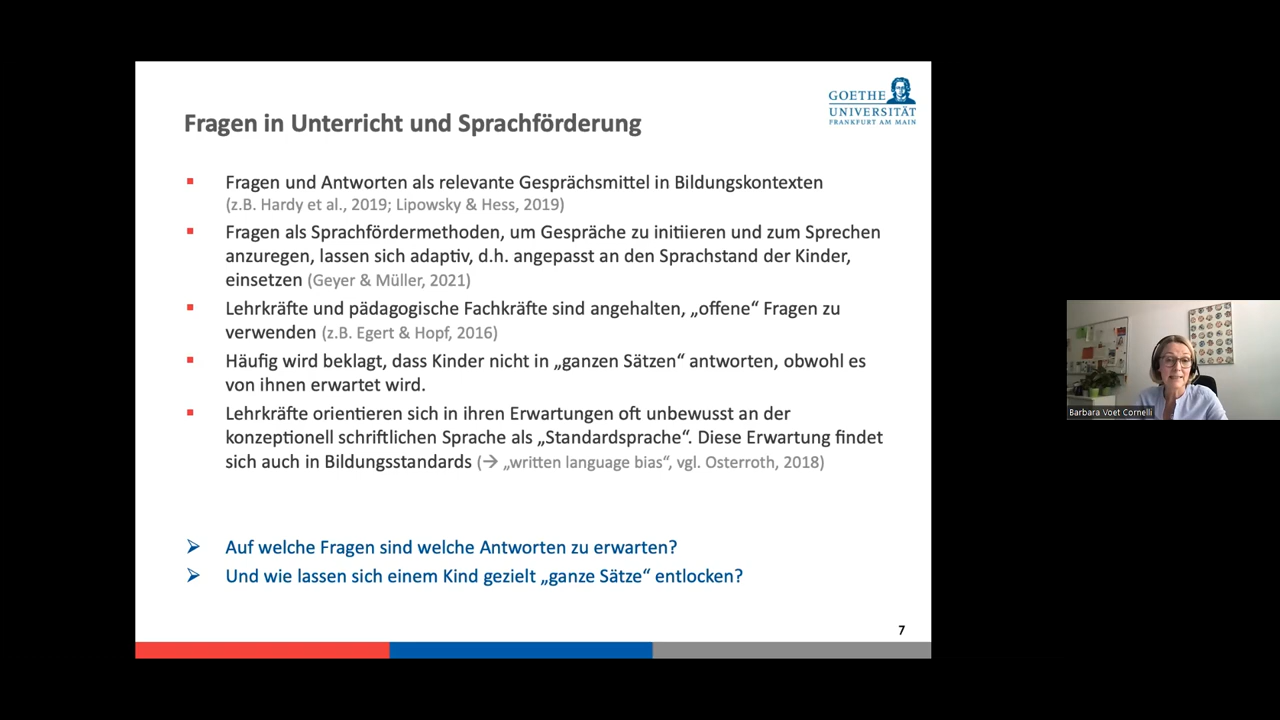 GOETHE
UNIVERSITÄT
FRANKFURT AM MAIN
Fragen in Unterricht und Sprachförderung
▪ Fragen und Antworten als relevante Gesprächsmittel in Bildungskontexten
(z.B. Hardy et al., 2019; Lipowsky & Hess, 2019)
▪ Fragen als Sprachfördermethoden, um Gespräche zu initiieren und zum Sprechen
anzuregen, lassen sich adaptiv, d.h. angepasst an den Sprachstand der Kinder,
einsetzen (Geyer & Müller, 2021)
▪ Lehrkräfte und pädagogische Fachkräfte sind angehalten, „offene“ Fragen zu
verwenden (z.B. Egert & Hopf, 2016)
▪ Häufig wird beklagt, dass Kinder nicht in „ganzen Sätzen“ antworten, obwohl es
von ihnen erwartet wird.
▪ Lehrkräfte orientieren sich in ihren Erwartungen oft unbewusst an der
konzeptionell schriftlichen Sprache als „Standardsprache“. Diese Erwartung findet
sich auch in Bildungsstandards (→ „written language bias“, vgl. Osterroth, 2018)
➢ Auf welche Fragen sind welche Antworten zu erwarten?
➢ Und wie lassen sich einem Kind gezielt „ganze Sätze“ entlocken?
7
Barbara Voet Cornelli